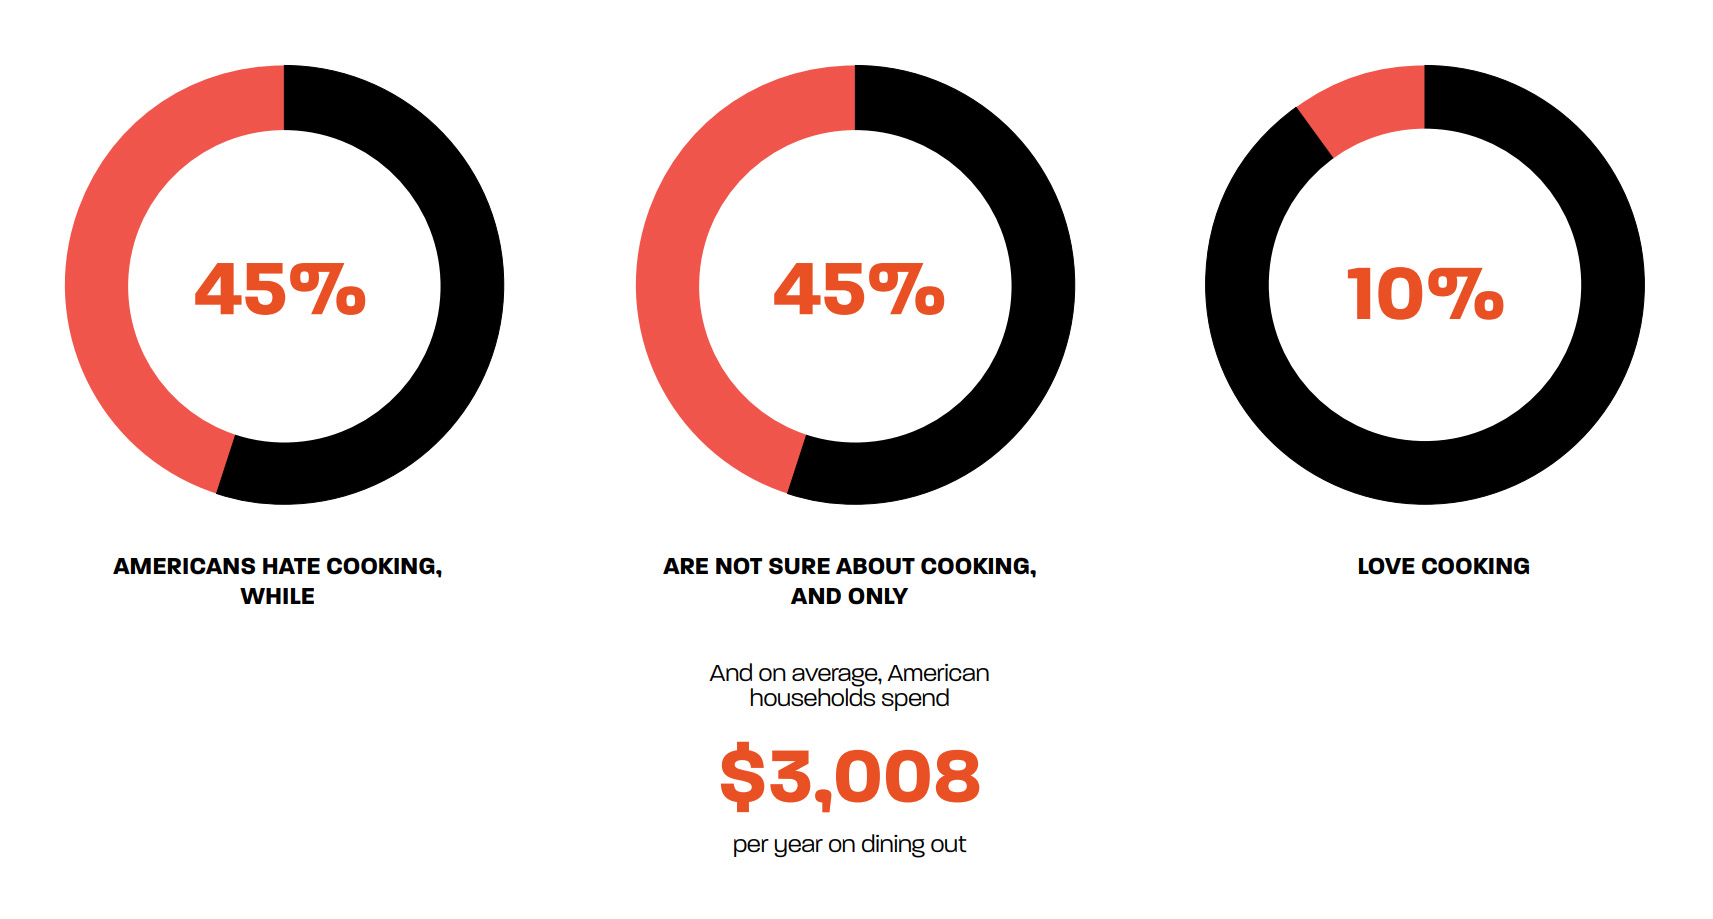 45%
AMERICANS HATE COOKING,
WHILE
45%
ARE NOT SURE ABOUT COOKING,
AND ONLY
10%
LOVE COOKING
And on average, American
households spend
$3,008
per year on dining out